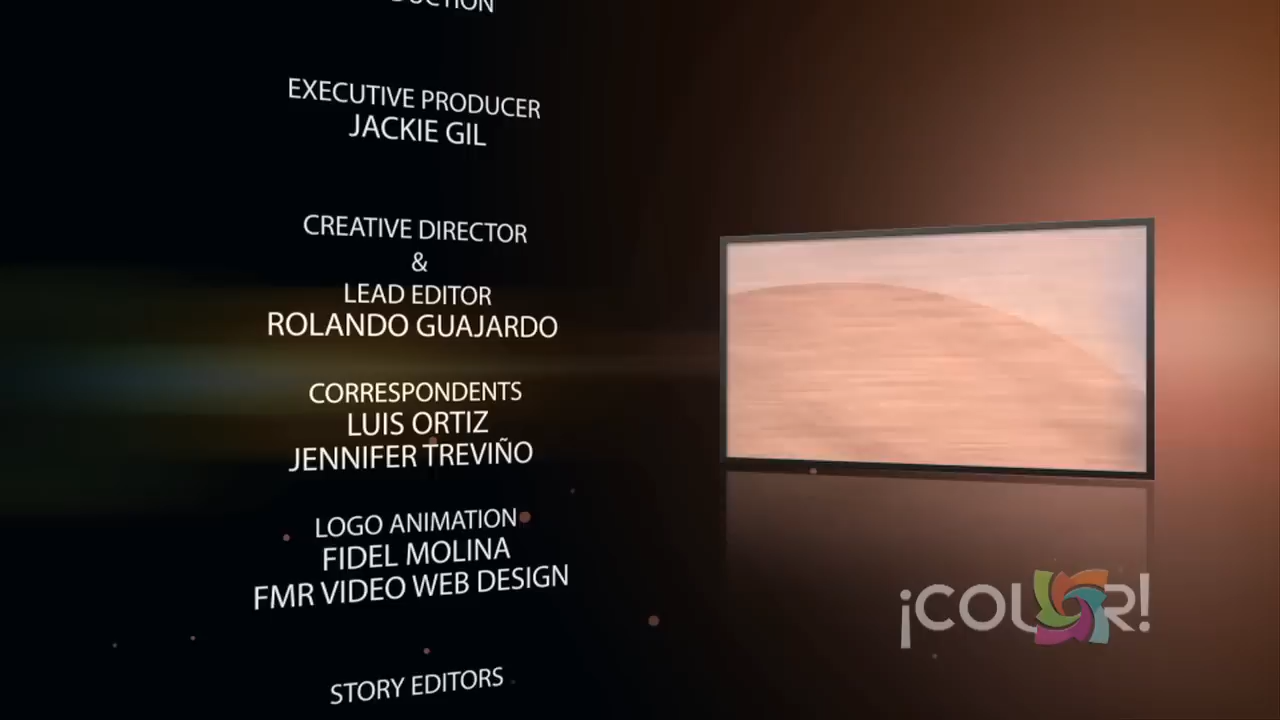 EXECUTIVE PRODUCER
JACKIE GIL
CREATIVE DIRECTOR
&
LEAD EDITOR
ROLANDO GUAJARDO
CORRESPONDENTS
LUIS ORTIZ
JENNIFER TREVIÑO
LOGO ANIMATION
FIDEL MOLINA
FMR VIDEO WEB DESIGN
STORY EDITORS
¡COLOR!